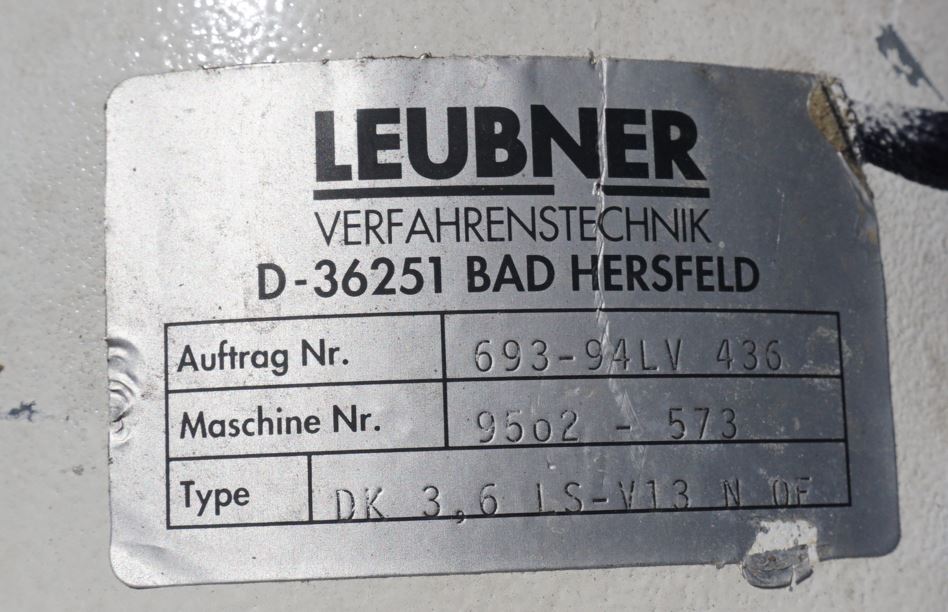 LEUBNER
VERFAHRENSTECHNIK
D-36251 BAD HERSFELD
Auftrag Nr. 693-94LV 436
Maschine Nr. 95o2 - 573
Type DK 3,6 LS-V13 N OF